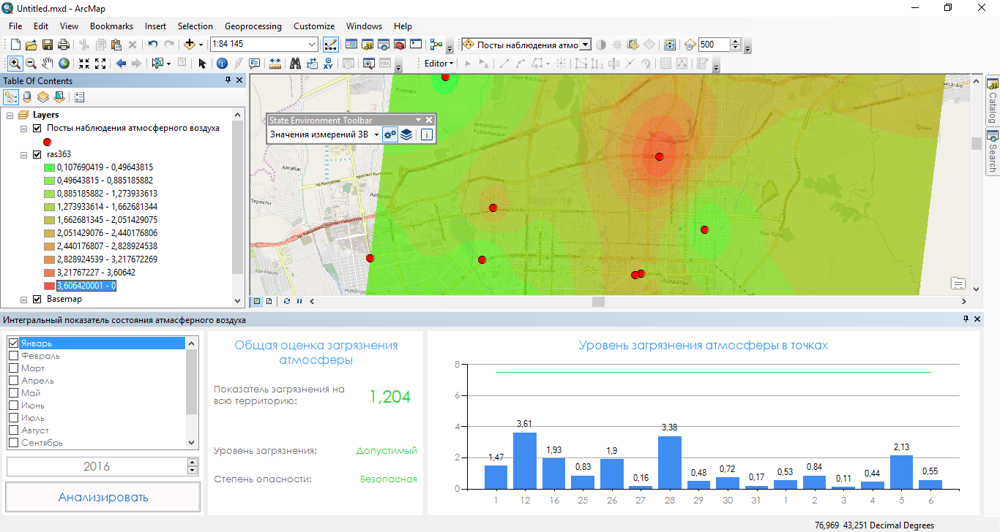 Untitled.mxd - ArcMap
File Edit View Bookmarks Insert Selection Geoprocessing Customize Windows Help
1:84 145
Посты наблюдения атмо
500
Editor
Table Of Contents
Layers
Посты наблюдения атмосферного воздуха
ras363
0,107690419 - 0,49643815
0,49643815 - 0,885185882
0,885185882 - 1,273933613
1,273933614 - 1,662681344
1,662681345 - 2,051429075
2,051429076 - 2,440176806
2,440176807 - 2,828924538
2,828924539 - 3,217672269
3,21767227 - 3,60642
3,606420001 - 0
Basemap
State Environment Toolbar
Значения измерений ЗВ
Кирово
Заря Востока
микрорайон
Курылысшы
Алгабас
Теректы
Акбулак
Думан
Кок-Тобе
Алматы
Catalog
Search
Интегральный показатель состояния атмасферного воздуха
Январь
Февраль
Март
Апрель
Май
Июнь
Июль
Август
Сентябрь
2016
Анализировать
Общая оценка загрязнения
атмосферы
Показатель загрязнения на
всю территорию:
1,204
Уровень загрязнения: Допустимый
Степень опасности: Безопасная
Уровень загрязнения атмосферы в точках
8
6
4
2
0
1,47 3,61 1,93 0,83 1,9 0,16 3,38 0,48 0,72 0,17 0,53 0,84 0,11 0,44 2,13 0,55
1 12 16 25 26 27 28 29 30 31 1 2 3 4 5 6
76,969 43,251 Decimal Degrees